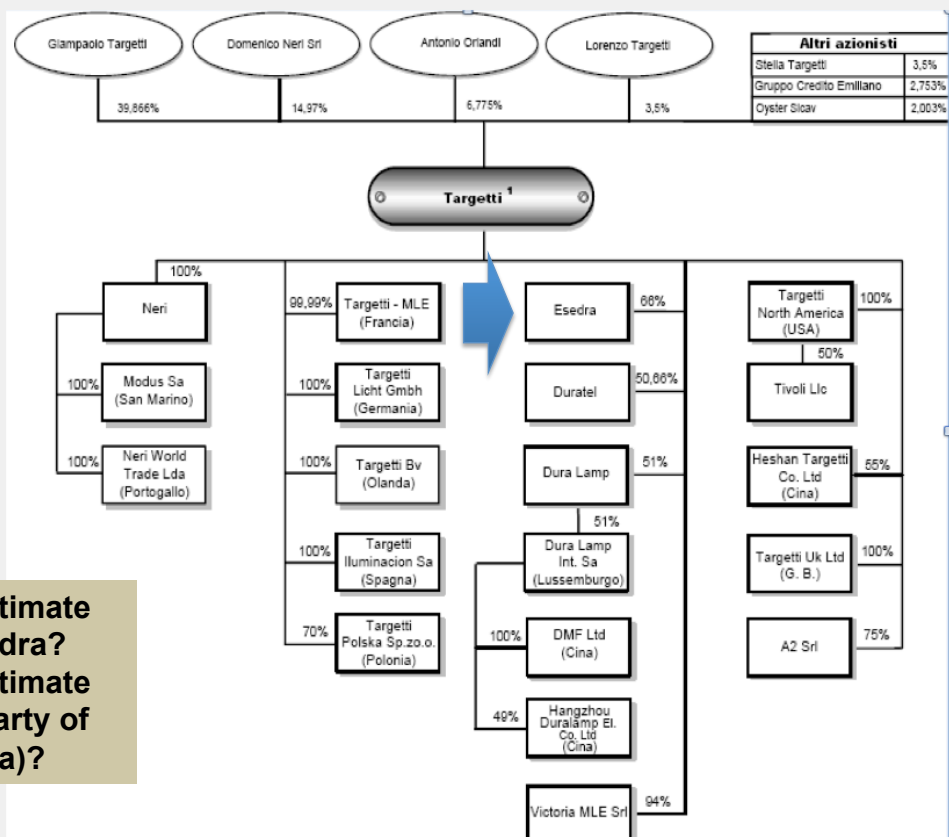 Giampaolo Targetti
Domenico Neri Srl
Antonio Orlandi
Lorenzo Targetti
Altri azionisti
Stella Targetti 3,5%
Gruppo Credito Emiliano 2,753%
Oyster Sicav 2,003%
39,866%
14,97%
6,775%
3,5%
Targetti 1
100%
Neri
100%
Modus Sa
(San Marino)
100%
Neri World
Trade Lda
(Portogallo)
99,99%
Targetti - MLE
(Francia)
100%
Targetti
Licht Gmbh
(Germania)
100%
Targetti Bv
(Olanda)
100%
Targetti
Iluminacion Sa
(Spagna)
70%
Targetti
Polska Sp.zo.o.
(Polonia)
Esedra
66%
Duratel
50,66%
Dura Lamp
51%
51%
Dura Lamp
Int. Sa
(Lussemburgo)
100%
DMF Ltd
(Cina)
49%
Hangzhou
Duralamp El.
Co. Ltd
(Cina)
Victoria MLE Srl
94%
Targetti
North America
(USA)
100%
50%
Tivoli Llc
Heshan Targetti
Co. Ltd
(Cina)
55%
Targetti Uk Ltd
(G. B.)
100%
A2 Srl
75%
timate
dra?
timate
arty of
a)?